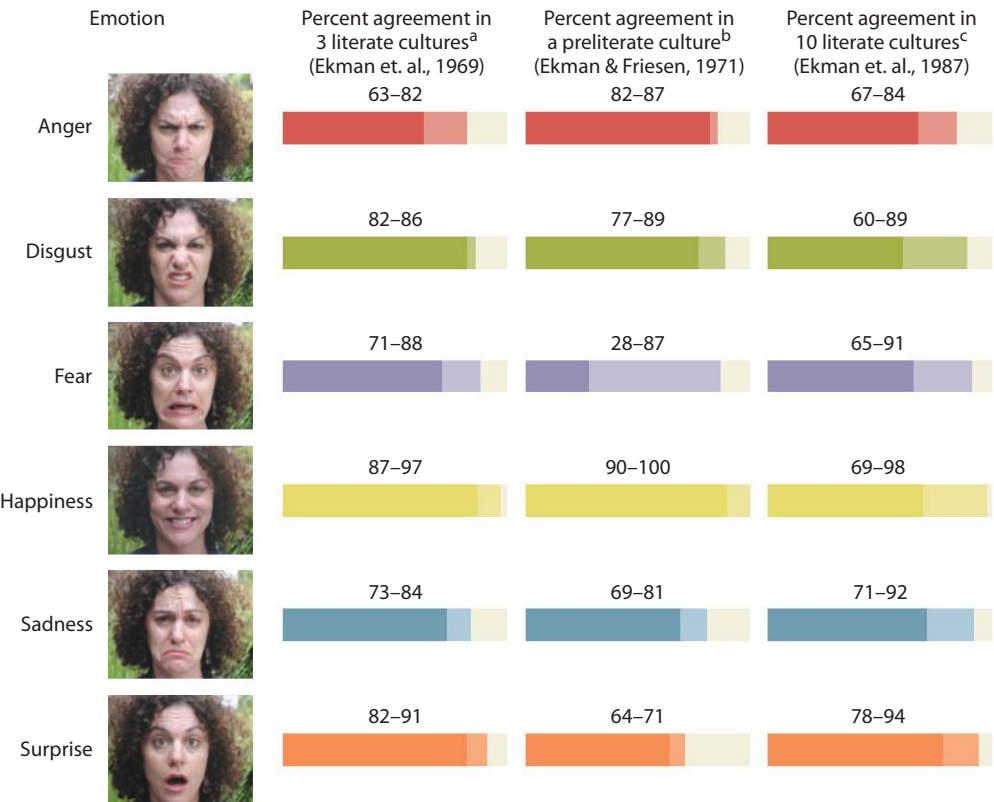 Emotion
Percent agreement in
3 literate cultures^a
(Ekman et. al., 1969)
Percent agreement in
a preliterate culture^b
(Ekman & Friesen, 1971)
Percent agreement in
10 literate cultures^c
(Ekman et. al., 1987)
Anger
63–82
82–87
67–84
Disgust
82–86
77–89
60–89
Fear
71–88
28–87
65–91
Happiness
87–97
90–100
69–98
Sadness
73–84
69–81
71–92
Surprise
82–91
64–71
78–94